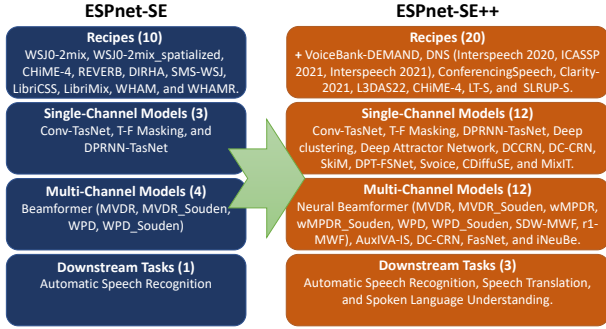 ESPnet-SE
Recipes (10)
WSJ0-2mix, WSJ0-2mix_spatialized,
CHiME-4, REVERB, DIRHA, SMS-WSJ,
LibriCSS, LibriMix, WHAM, and WHAMR.
Single-Channel Models (3)
Conv-TasNet, T-F Masking, and
DPRNN-TasNet
Multi-Channel Models (4)
Beamformer (MVDR, MVDR_Souden,
WPD, WPD_Souden)
Downstream Tasks (1)
Automatic Speech Recognition
ESPnet-SE++
Recipes (20)
+ VoiceBank-DEMAND, DNS (Interspeech 2020, ICASSP
2021, Interspeech 2021), ConferencingSpeech, Clarity-
2021, L3DAS22, CHiME-4, LT-S, and SLRUP-S.
Single-Channel Models (12)
Conv-TasNet, T-F Masking, DPRNN-TasNet, Deep
clustering, Deep Attractor Network, DCCRN, DC-CRN,
SkiM, DPT-FSNet, Svoice, CDiffuSE, and MixIT.
Multi-Channel Models (12)
Neural Beamformer (MVDR, MVDR_Souden, wMPDR,
wMPDR_Souden, WPD, WPD_Souden, SDW-MWF, r1-
MWF), AuxIVA-IS, DC-CRN, FasNet, and iNeuBe.
Downstream Tasks (3)
Automatic Speech Recognition, Speech Translation,
and Spoken Language Understanding.